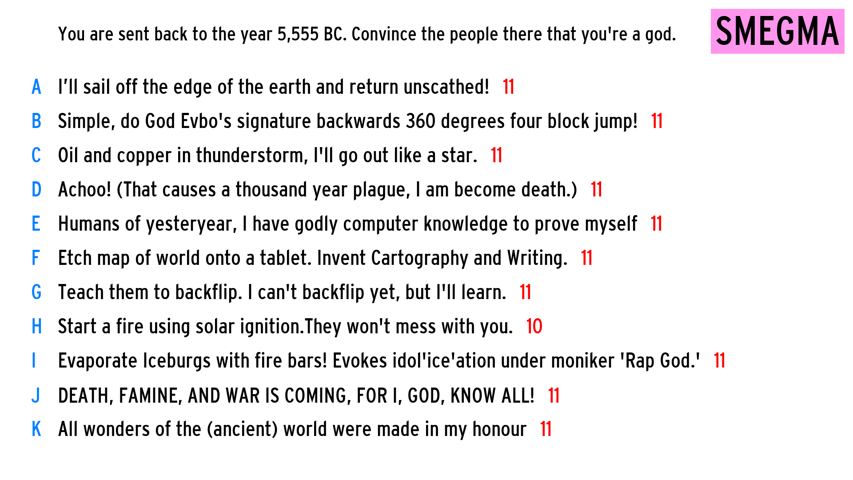 You are sent back to the year 5,555 BC. Convince the people there that you're a god.
SMEGMA
A I’ll sail off the edge of the earth and return unscathed! 11
B Simple, do God Evbo's signature backwards 360 degrees four block jump! 11
C Oil and copper in thunderstorm, I'll go out like a star. 11
D Achoo! (That causes a thousand year plague, I am become death.) 11
E Humans of yesteryear, I have godly computer knowledge to prove myself 11
F Etch map of world onto a tablet. Invent Cartography and Writing. 11
G Teach them to backflip. I can't backflip yet, but I'll learn. 11
H Start a fire using solar ignition.They won't mess with you. 10
I Evaporate Iceburgs with fire bars! Evokes idol'ice'ation under moniker 'Rap God.' 11
J DEATH, FAMINE, AND WAR IS COMING, FOR I, GOD, KNOW ALL! 11
K All wonders of the (ancient) world were made in my honour 11